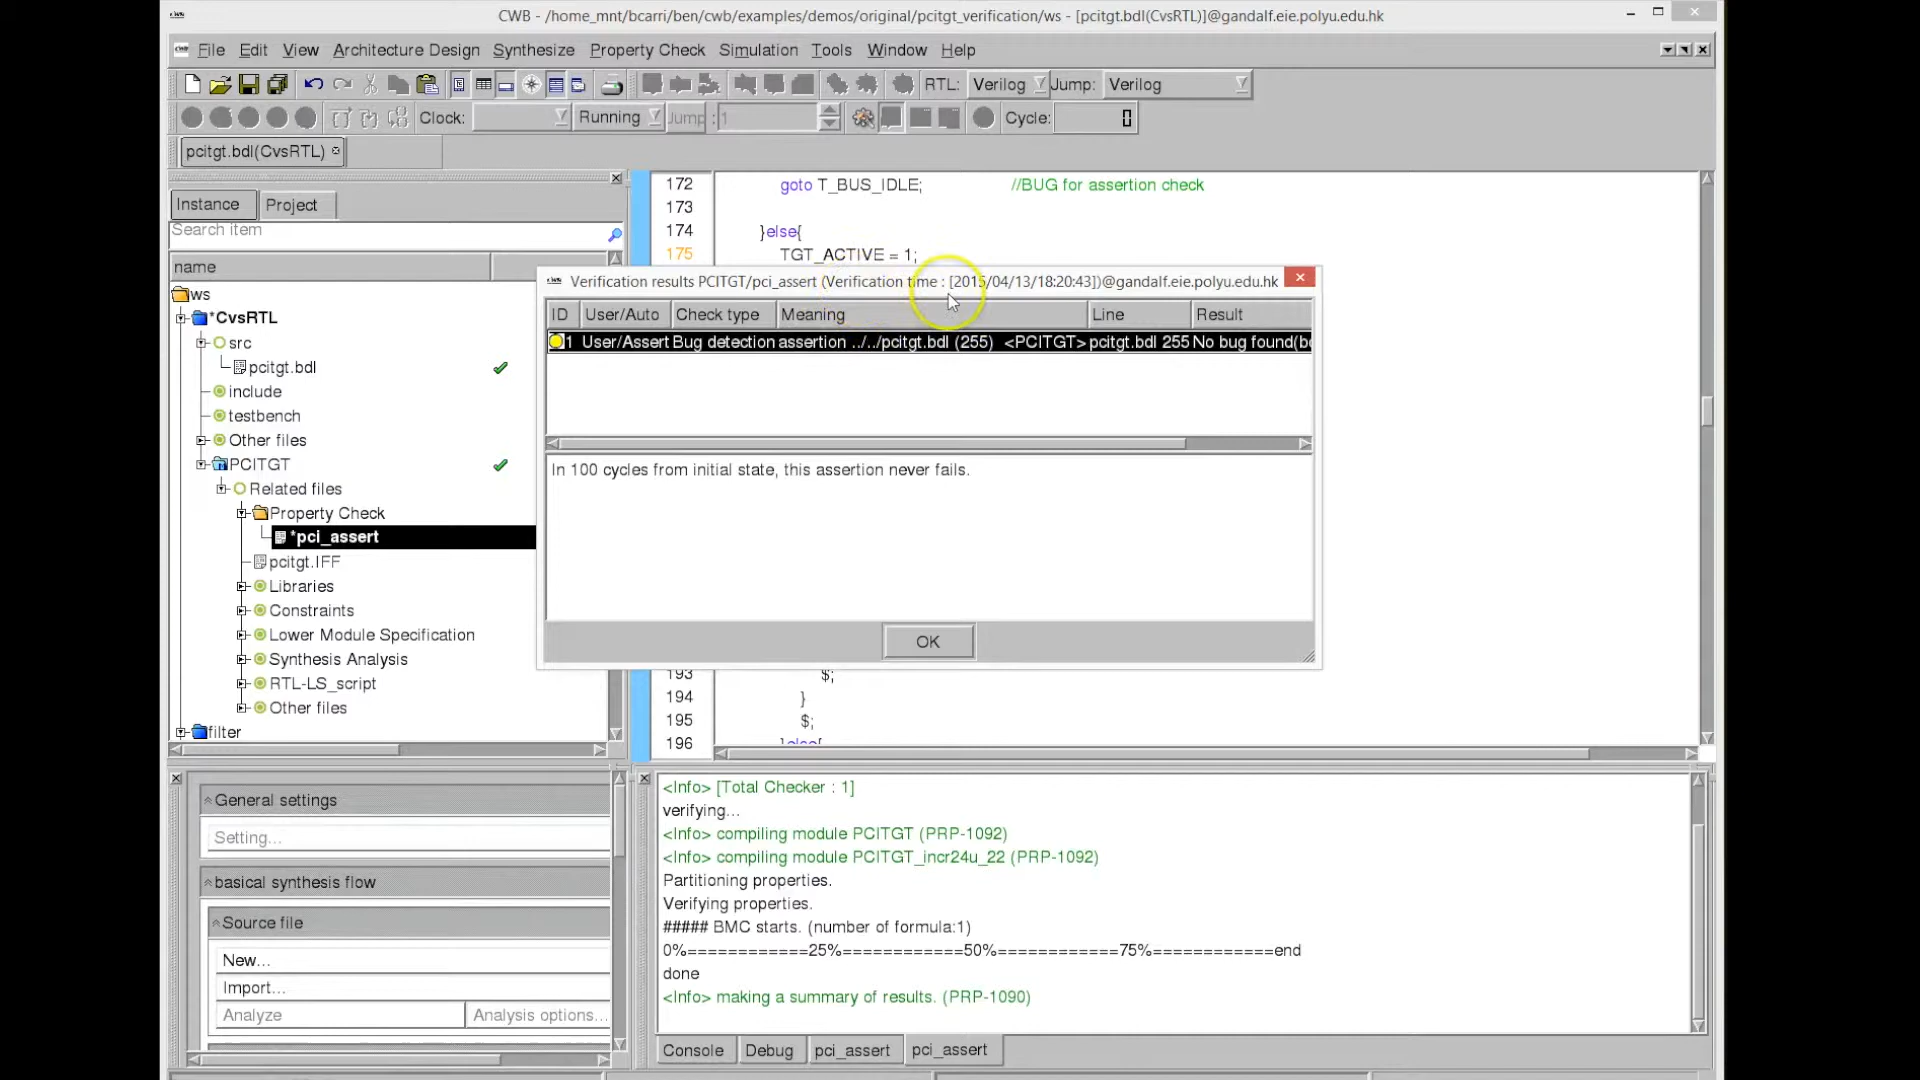 CWB - /home_mnt/bcarri/ben/cwb/examples/demos/original/pcitgt_verification/ws - [pcitgt.bdl(CvsRTL)]@gandalf.eie.polyu.edu.hk
CWB File Edit View Architecture Design Synthesize Property Check Simulation Tools Window Help
RTL: Verilog Jump: Verilog
Clock: Running Jump : 1 Cycle: 0
pcitgt.bdl(CvsRTL)
Instance Project
Search item
name
ws
*CvsRTL
src
pcitgt.bdl
include
testbench
Other files
PCITGT
Related files
Property Check
*pci_assert
pcitgt.IFF
Libraries
Constraints
Lower Module Specification
Synthesis Analysis
RTL-LS_script
Other files
filter
172 goto T_BUS_IDLE; //BUG for assertion check
173
174 }else{
175 TGT_ACTIVE = 1;
Verification results PCITGT/pci_assert (Verification time : [2015/04/13/18:20:43])@gandalf.eie.polyu.edu.hk
ID User/Auto Check type Meaning Line Result
1 User/Assert Bug detection assertion ../../pcitgt.bdl (255) <PCITGT> pcitgt.bdl 255 No bug found(be
In 100 cycles from initial state, this assertion never fails.
OK
193 $;
194 }
195 $;
196 }else{
General settings
Setting...
basical synthesis flow
Source file
New...
Import...
Analyze Analysis options...
<Info> [Total Checker : 1]
verifying...
<Info> compiling module PCITGT (PRP-1092)
<Info> compiling module PCITGT_incr24u_22 (PRP-1092)
Partitioning properties.
Verifying properties.
##### BMC starts. (number of formula:1)
0%============25%============50%============75%============end
done
<Info> making a summary of results. (PRP-1090)
Console Debug pci_assert pci_assert